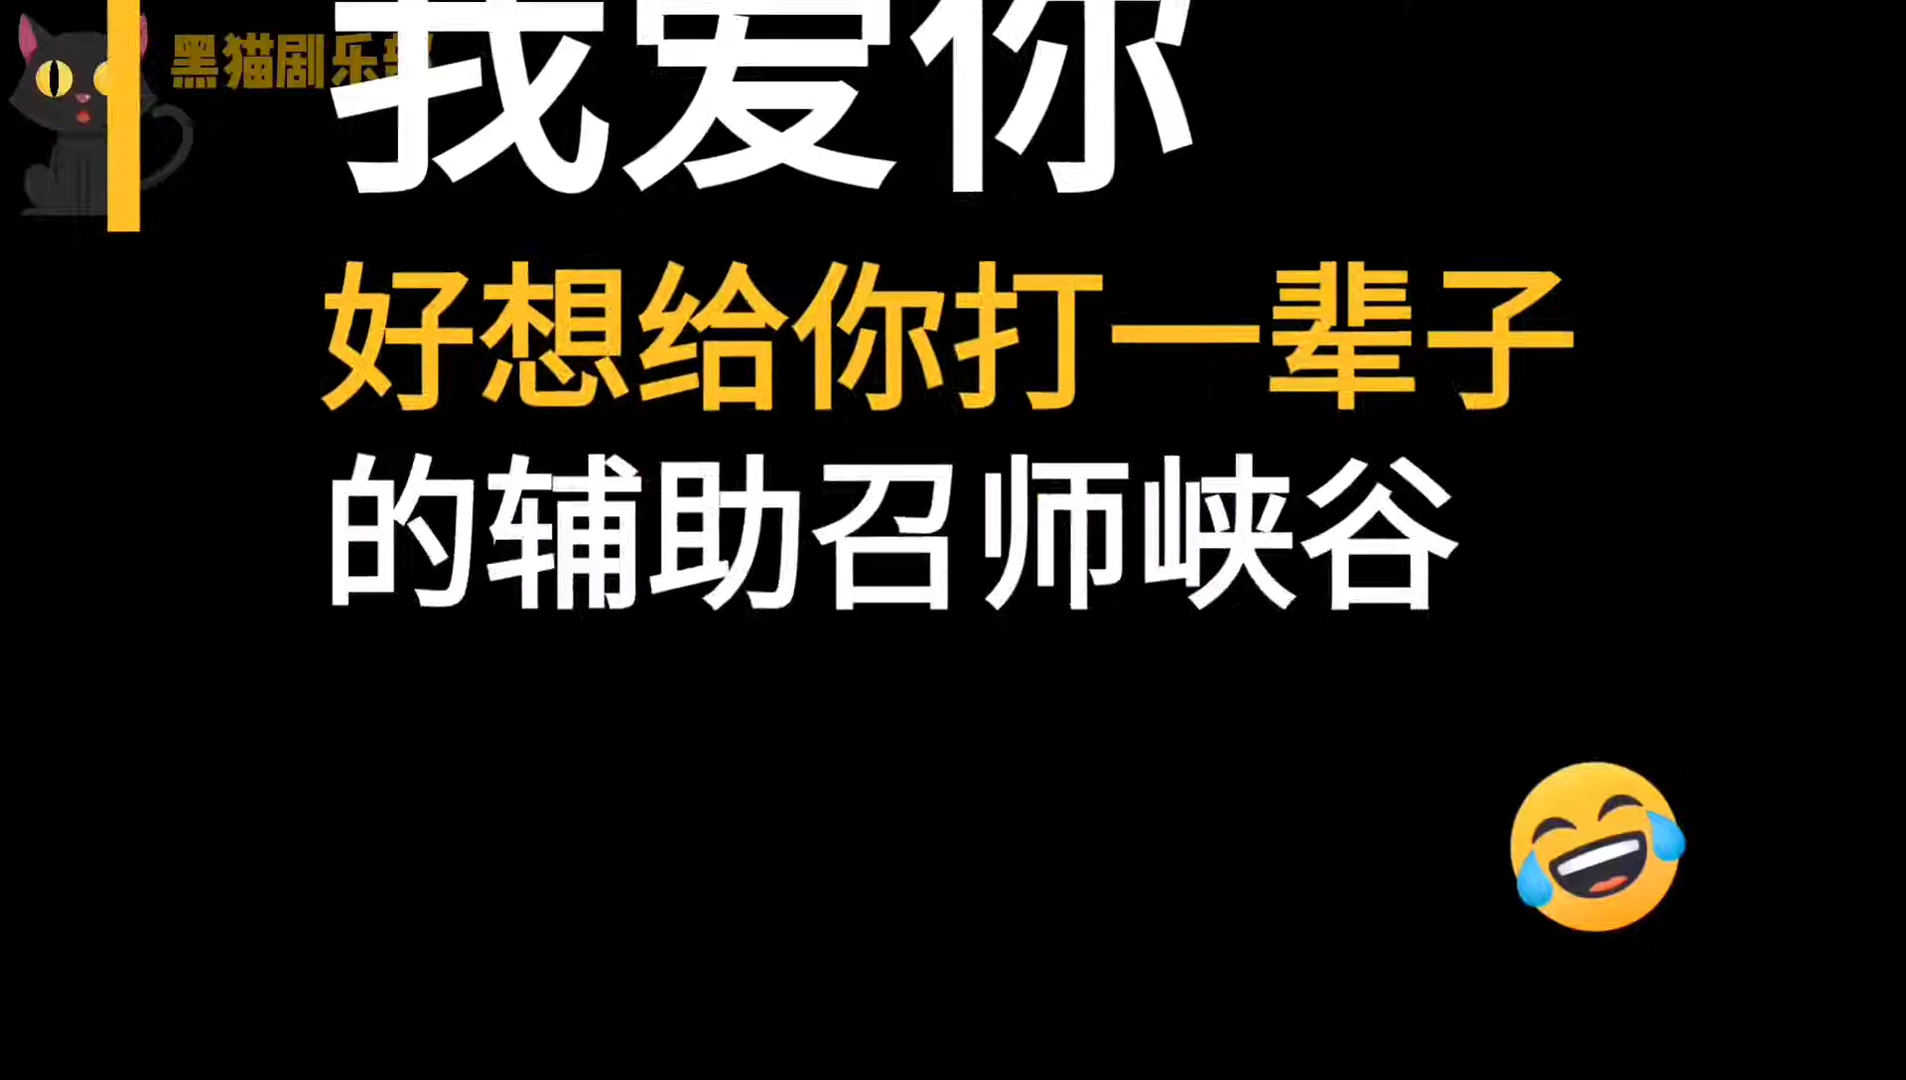 黑猫剧乐
我爱你
好想给你打一辈子
的辅助召师峡谷